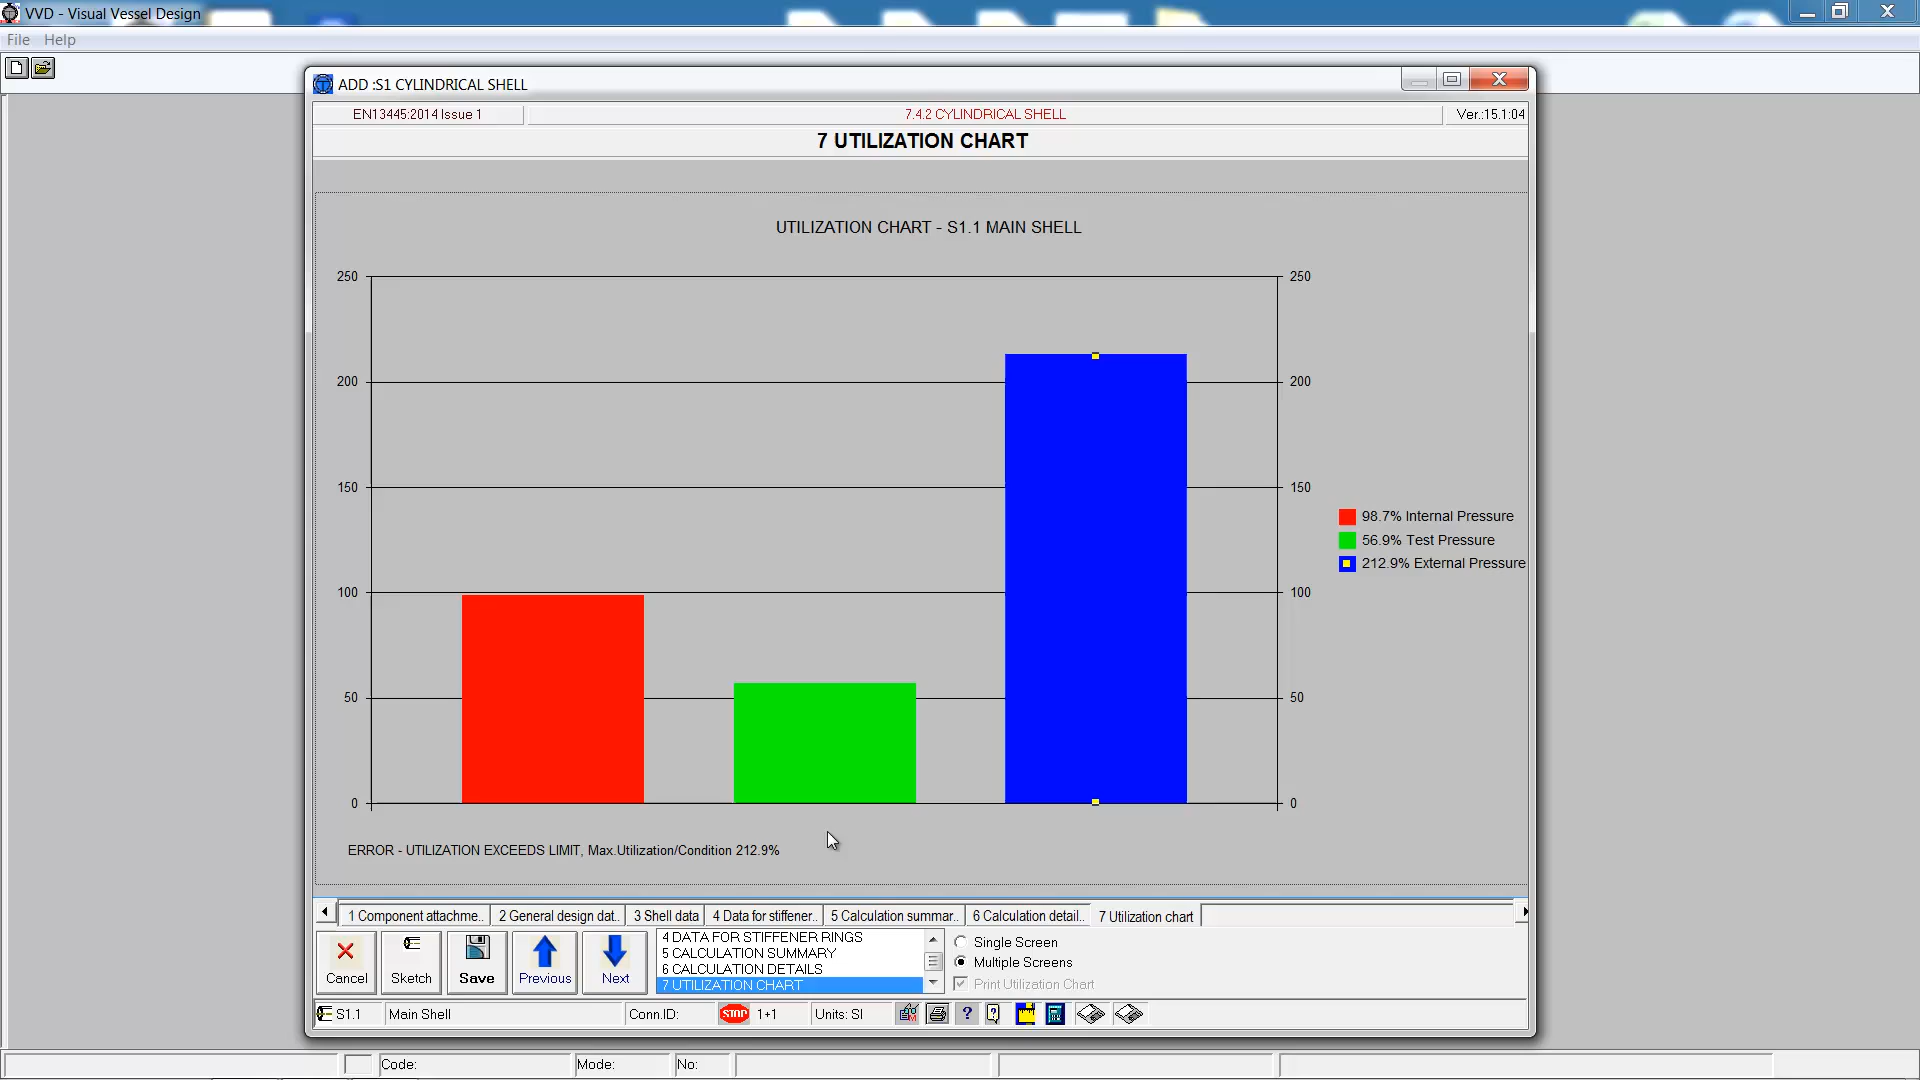 VVD - Visual Vessel Design
File Help
ADD :S1 CYLINDRICAL SHELL
EN13445:2014 Issue 1 7.4.2 CYLINDRICAL SHELL Ver.:15.1:04
7 UTILIZATION CHART
UTILIZATION CHART - S1.1 MAIN SHELL
250 250
200 200
150 150
98.7% Internal Pressure
56.9% Test Pressure
212.9% External Pressure
100 100
50 50
0 0
ERROR - UTILIZATION EXCEEDS LIMIT, Max.Utilization/Condition 212.9%
1 Component attachme.. 2 General design dat.. 3 Shell data 4 Data for stiffener.. 5 Calculation summar.. 6 Calculation detail.. 7 Utilization chart
Cancel Sketch Save Previous Next
4 DATA FOR STIFFENER RINGS
5 CALCULATION SUMMARY
6 CALCULATION DETAILS
7 UTILIZATION CHART
Single Screen
Multiple Screens
Print Utilization Chart
S1.1 Main Shell Conn.ID: STOP 1+1 Units: SI
Code: Mode: No: